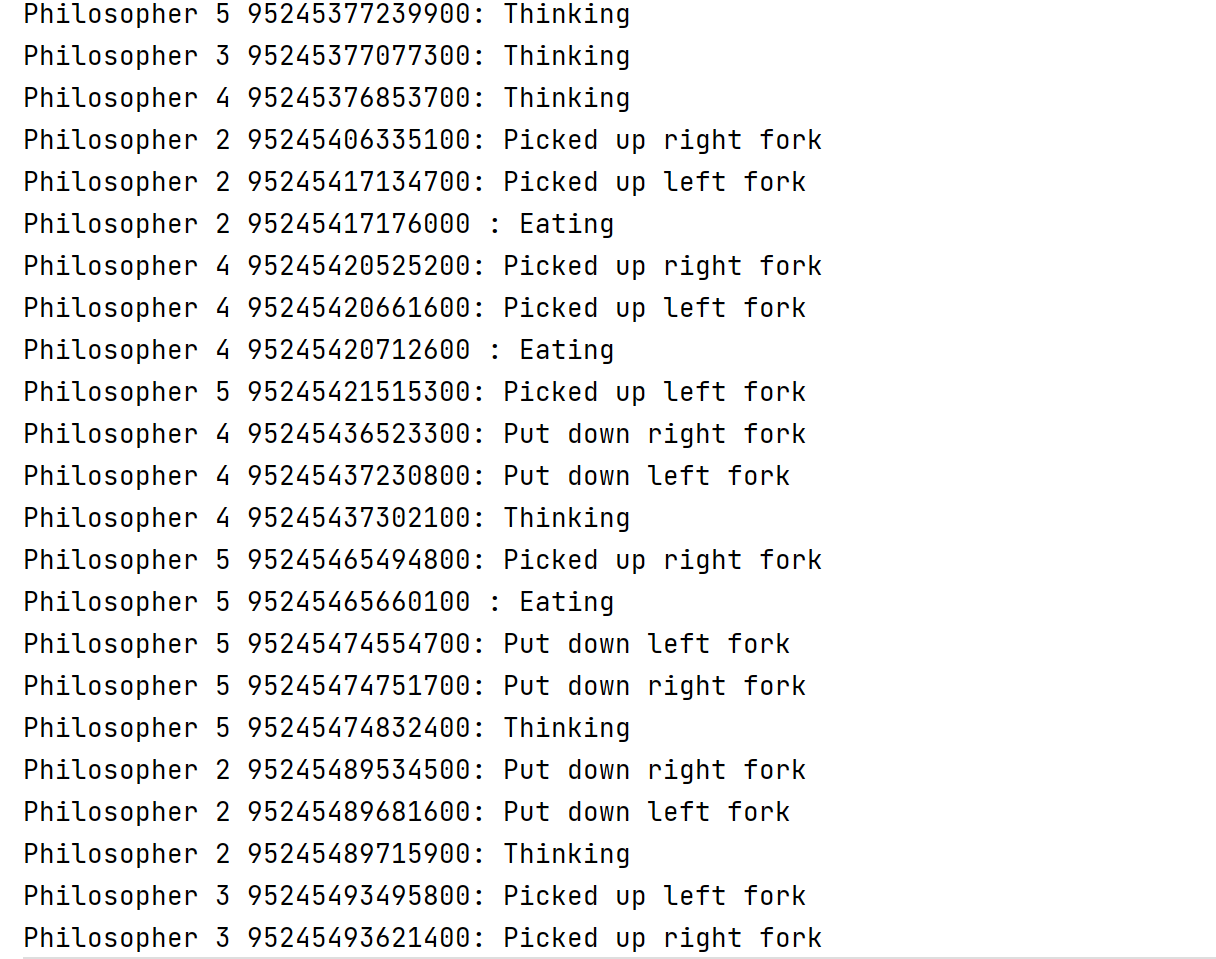 Philosopher 5 95245377239900: Thinking
Philosopher 3 95245377077300: Thinking
Philosopher 4 95245376853700: Thinking
Philosopher 2 95245406335100: Picked up right fork
Philosopher 2 95245417134700: Picked up left fork
Philosopher 2 95245417176000 : Eating
Philosopher 4 95245420525200: Picked up right fork
Philosopher 4 95245420661600: Picked up left fork
Philosopher 4 95245420712600 : Eating
Philosopher 5 95245421515300: Picked up left fork
Philosopher 4 95245436523300: Put down right fork
Philosopher 4 95245437230800: Put down left fork
Philosopher 4 95245437302100: Thinking
Philosopher 5 95245465494800: Picked up right fork
Philosopher 5 95245465660100 : Eating
Philosopher 5 95245474554700: Put down left fork
Philosopher 5 95245474751700: Put down right fork
Philosopher 5 95245474832400: Thinking
Philosopher 2 95245489534500: Put down right fork
Philosopher 2 95245489681600: Put down left fork
Philosopher 2 95245489715900: Thinking
Philosopher 3 95245493495800: Picked up left fork
Philosopher 3 95245493621400: Picked up right fork